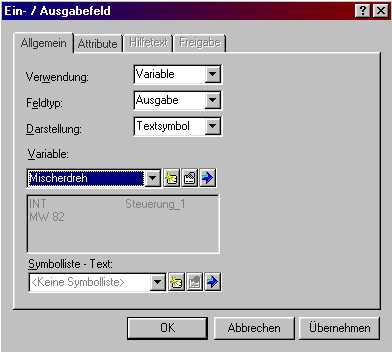 Ein- / Ausgabefeld
Allgemein Attribute Hilfetext Freigabe
Verwendung: Variable
Feldtyp: Ausgabe
Darstellung: Textsymbol
Variable:
Mischerdreh
INT Steuerung_1
MW 82
Symbolliste - Text:
<Keine Symbolliste>
OK Abbrechen Übernehmen